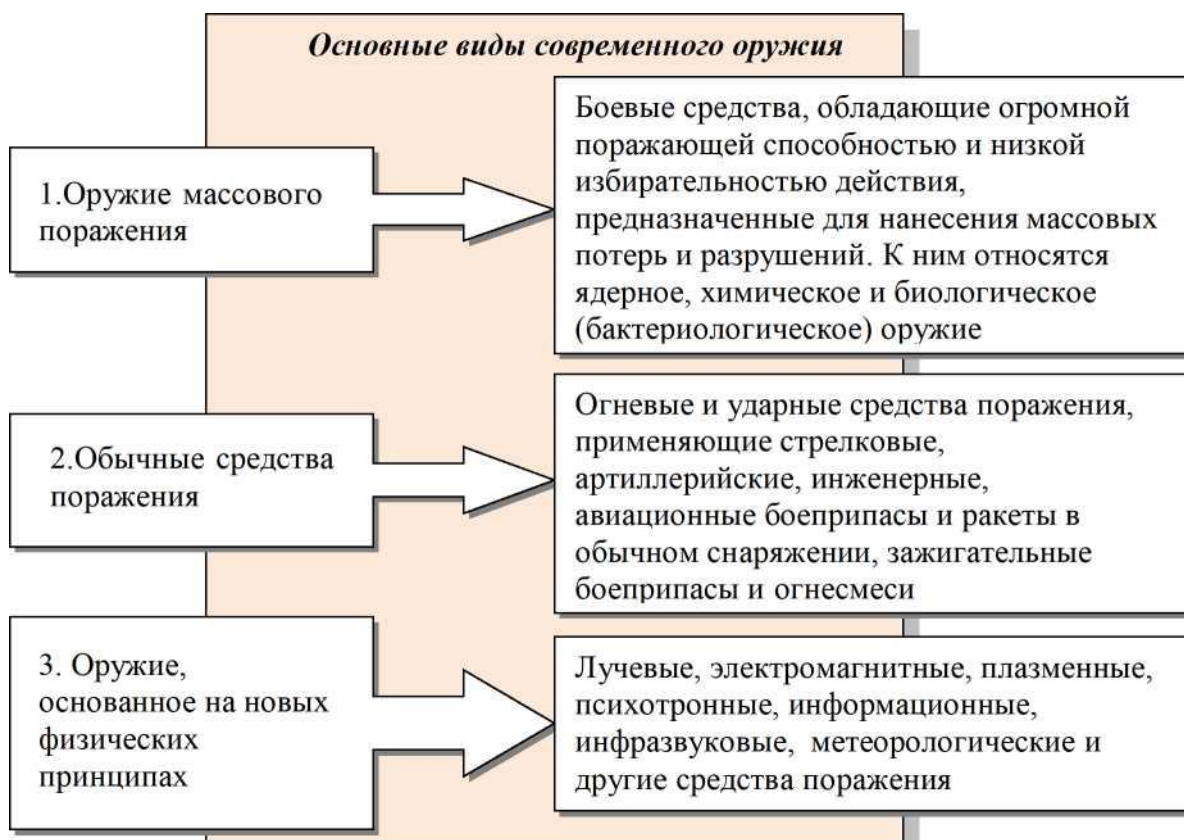 Основные виды современного оружия
1.Оружие массового
поражения
Боевые средства, обладающие огромной
поражающей способностью и низкой
избирательностью действия,
предназначенные для нанесения массовых
потерь и разрушений. К ним относятся
ядерное, химическое и биологическое
(бактериологическое) оружие
2.Обычные средства
поражения
Огневые и ударные средства поражения,
применяющие стрелковые,
артиллерийские, инженерные,
авиационные боеприпасы и ракеты в
обычном снаряжении, зажигательные
боеприпасы и огнесмеси
3. Оружие,
основанное на новых
физических
принципах
Лучевые, электромагнитные, плазменные,
психотронные, информационные,
инфразвуковые, метеорологические и
другие средства поражения